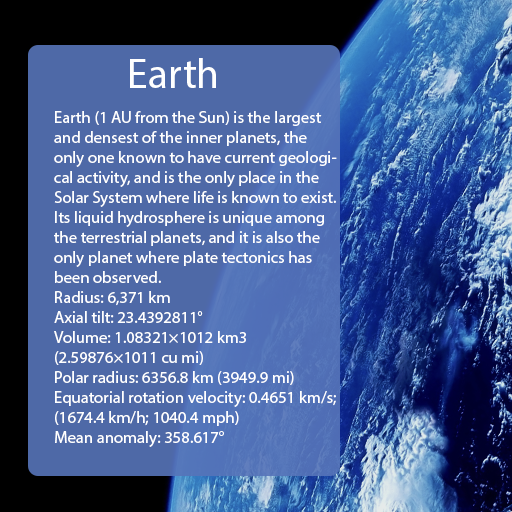 Earth
Earth (1 AU from the Sun) is the largest
and densest of the inner planets, the
only one known to have current geologi-
cal activity, and is the only place in the
Solar System where life is known to exist.
Its liquid hydrosphere is unique among
the terrestrial planets, and it is also the
only planet where plate tectonics has
been observed.
Radius: 6,371 km
Axial tilt: 23.4392811°
Volume: 1.08321×1012 km3
(2.59876×1011 cu mi)
Polar radius: 6356.8 km (3949.9 mi)
Equatorial rotation velocity: 0.4651 km/s;
(1674.4 km/h; 1040.4 mph)
Mean anomaly: 358.617°